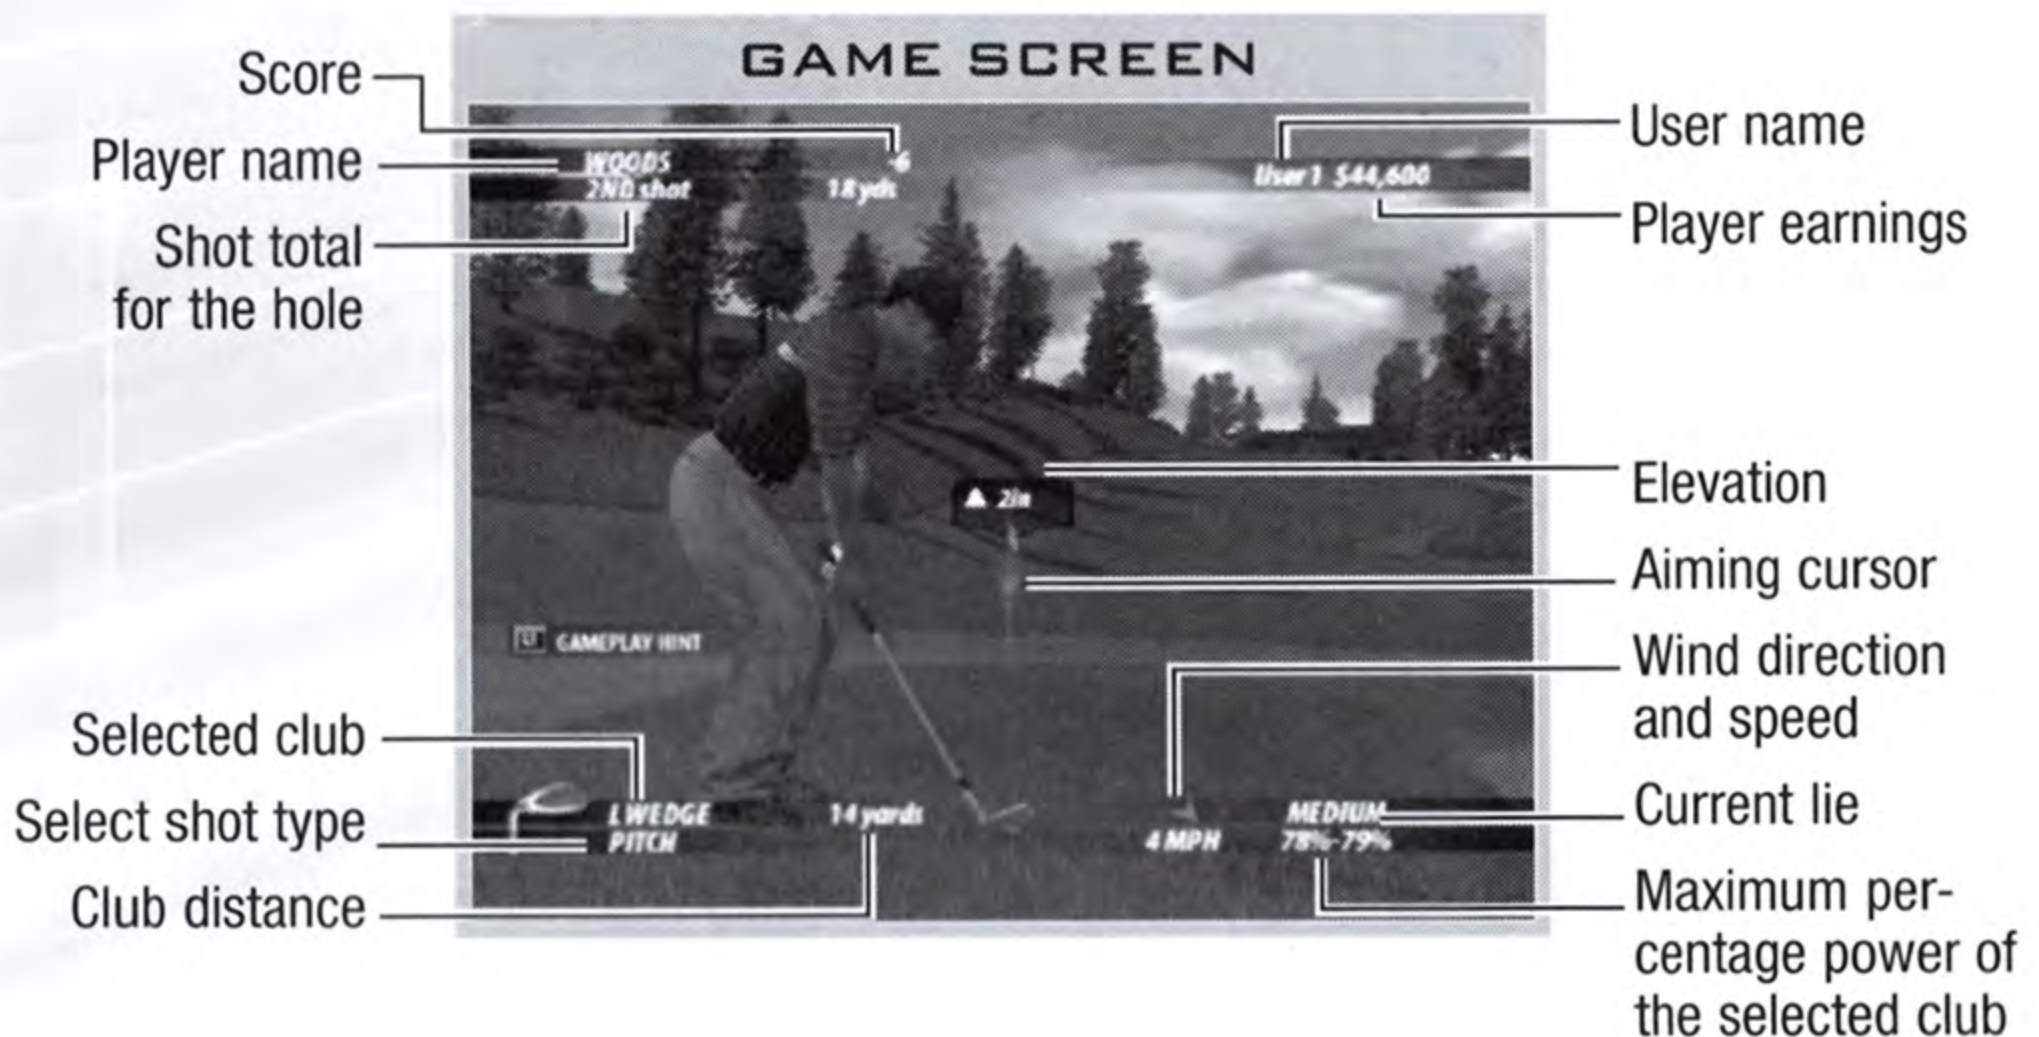 GAME SCREEN
Score
Player name
Shot total
for the hole
WOODS -6
2ND shot 18 yds
User 1 $44,600
User name
Player earnings
▲ 2in
Elevation
Aiming cursor
GAMEPLAY HINT
Wind direction
and speed
Selected club
Select shot type
Club distance
L WEDGE 14 yards
PITCH
4 MPH
MEDIUM
78%-79%
Current lie
Maximum per-
centage power of
the selected club